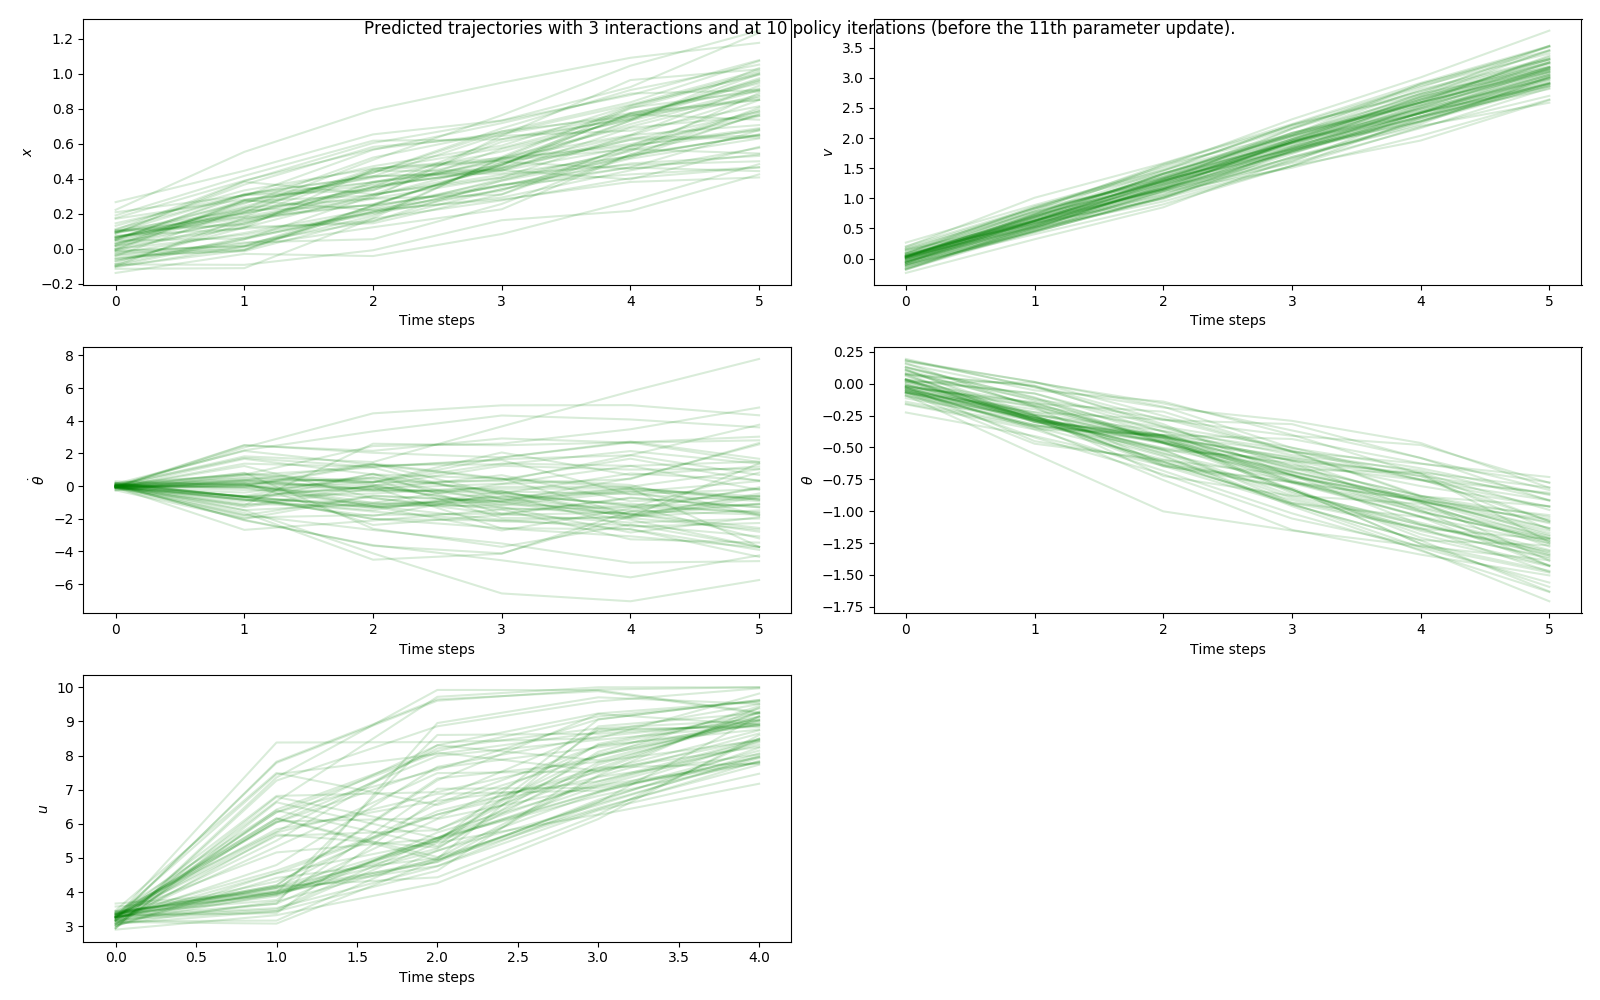 Predicted trajectories with 3 interactions and at 10 policy iterations (before the 11th parameter update).
1.2
1.0
0.8
0.6
0.4
0.2
0.0
−0.2
x
0 1 2 3 4 5
Time steps
3.5
3.0
2.5
2.0
1.5
1.0
0.5
0.0
v
0 1 2 3 4 5
Time steps
8
6
4
2
0
−2
−4
−6
θ̇
0 1 2 3 4 5
Time steps
0.25
0.00
−0.25
−0.50
−0.75
−1.00
−1.25
−1.50
−1.75
θ
0 1 2 3 4 5
Time steps
10
9
8
7
6
5
4
3
u
0.0 0.5 1.0 1.5 2.0 2.5 3.0 3.5 4.0
Time steps